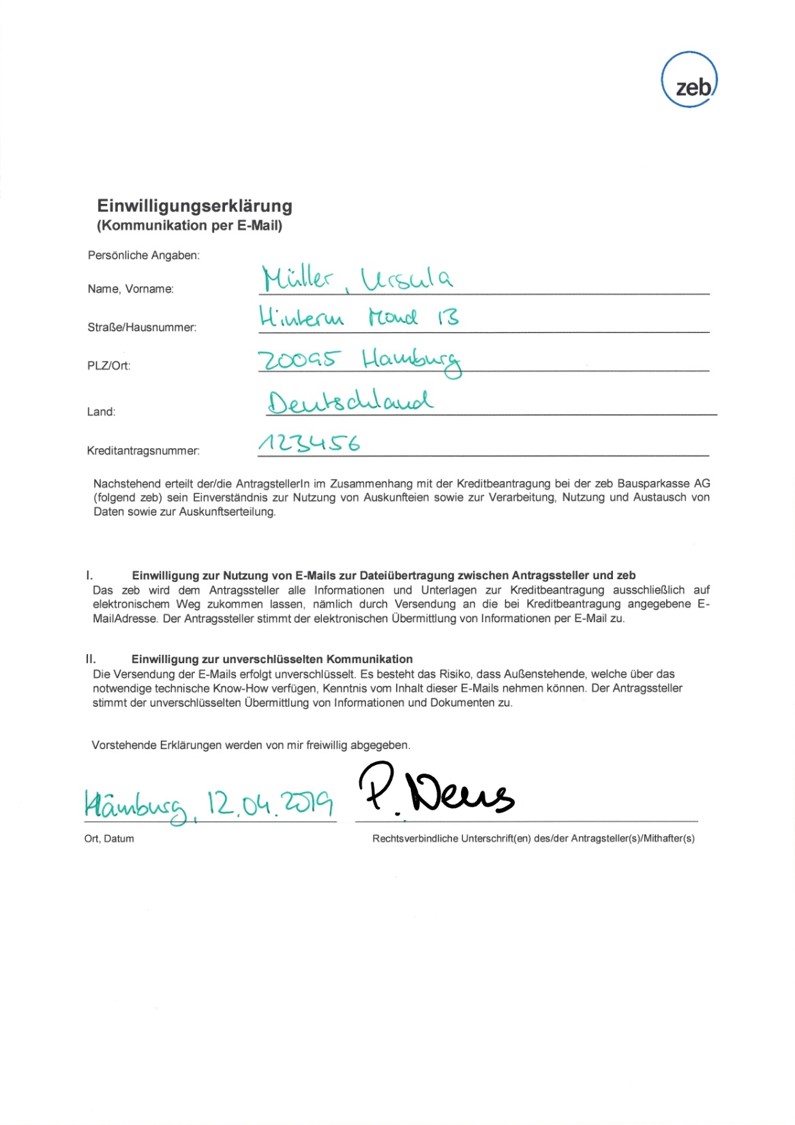 zeb
Einwilligungserklärung
(Kommunikation per E-Mail)
Persönliche Angaben:
Name, Vorname: Müller, Ursula
Straße/Hausnummer: Hinterm Mond 13
PLZ/Ort: 20095 Hamburg
Land: Deutschland
Kreditantragsnummer: 123456
Nachstehend erteilt der/die AntragstellerIn im Zusammenhang mit der Kreditbeantragung bei der zeb Bausparkasse AG
(folgend zeb) sein Einverständnis zur Nutzung von Auskunfteien sowie zur Verarbeitung, Nutzung und Austausch von
Daten sowie zur Auskunftserteilung.
I. Einwilligung zur Nutzung von E-Mails zur Dateiübertragung zwischen Antragssteller und zeb
Das zeb wird dem Antragssteller alle Informationen und Unterlagen zur Kreditbeantragung ausschließlich auf
elektronischem Weg zukommen lassen, nämlich durch Versendung an die bei Kreditbeantragung angegebene E-
MailAdresse. Der Antragssteller stimmt der elektronischen Übermittlung von Informationen per E-Mail zu.
II. Einwilligung zur unverschlüsselten Kommunikation
Die Versendung der E-Mails erfolgt unverschlüsselt. Es besteht das Risiko, dass Außenstehende, welche über das
notwendige technische Know-How verfügen, Kenntnis vom Inhalt dieser E-Mails nehmen können. Der Antragssteller
stimmt der unverschlüsselten Übermittlung von Informationen und Dokumenten zu.
Vorstehende Erklärungen werden von mir freiwillig abgegeben.
Hamburg, 12.04.2019 P.
Ort, Datum Rechtsverbindliche Unterschrift(en) des/der Antragsteller(s)/Mithafter(s)